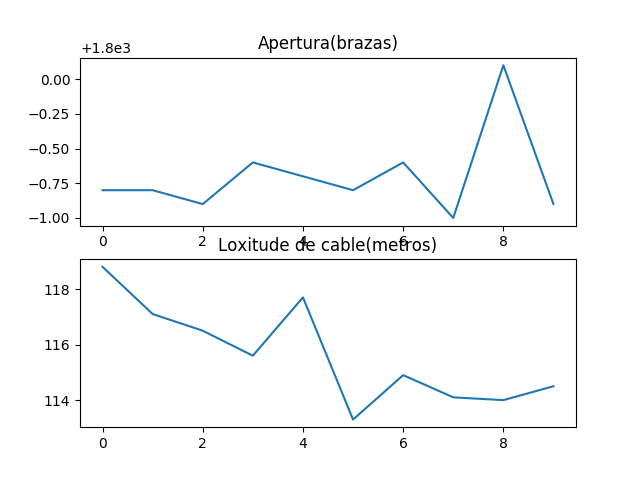 +1.8e3
Apertura(brazas)
0.00
−0.25
−0.50
−0.75
−1.00
0 2 4 6 8
Loxitude de cable(metros)
118
116
114
0 2 4 6 8